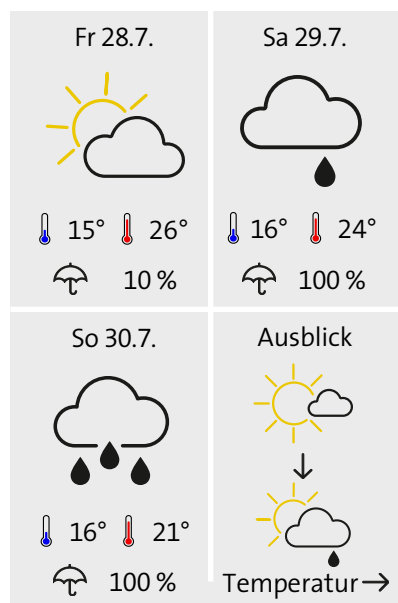 Fr 28.7.
15° 26°
10 %
Sa 29.7.
16° 24°
100 %
So 30.7.
16° 21°
100 %
Ausblick
Temperatur